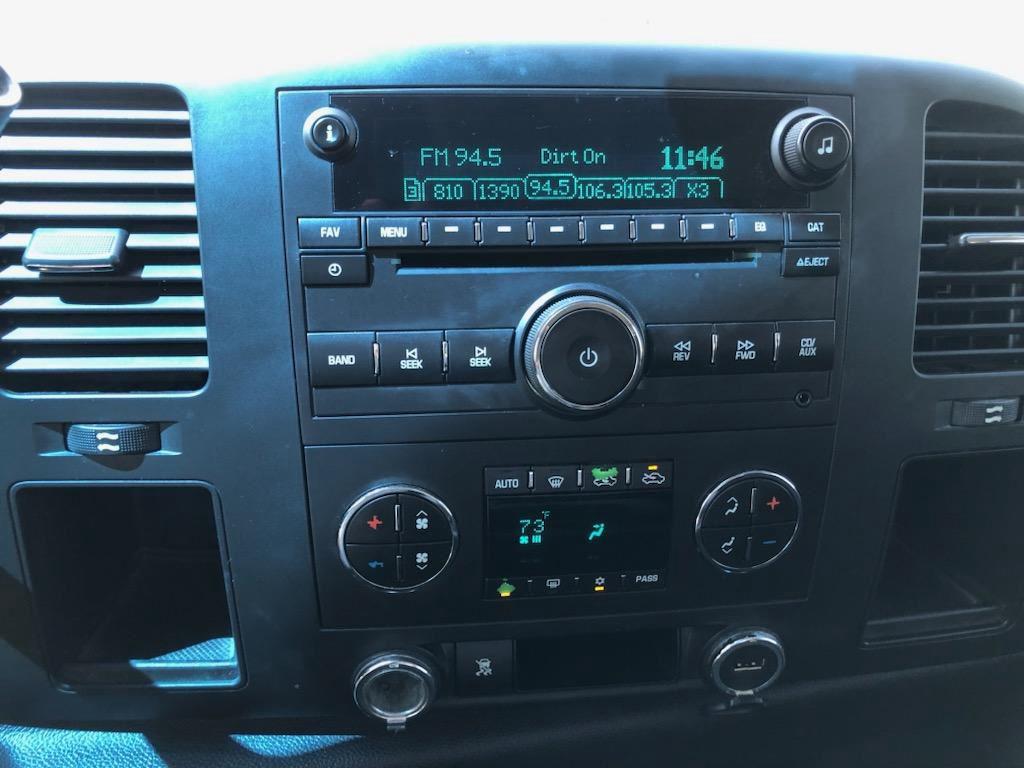 i
FM 94.5 Dirt On 11:46
3 810 1390 94.5 106.3 105.3 X3
FAV MENU EQ CAT
EJECT
BAND SEEK SEEK REV FWD CD/AUX
AUTO
73°F
PASS